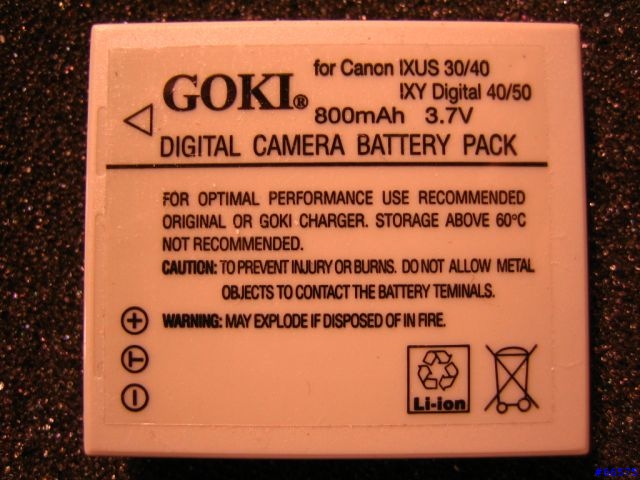 for Canon IXUS 30/40
GOKI® IXY Digital 40/50
800mAh 3.7V
DIGITAL CAMERA BATTERY PACK
FOR OPTIMAL PERFORMANCE USE RECOMMENDED
ORIGINAL OR GOKI CHARGER. STORAGE ABOVE 60°C
NOT RECOMMENDED.
CAUTION: TO PREVENT INJURY OR BURNS. DO NOT ALLOW METAL
OBJECTS TO CONTACT THE BATTERY TEMINALS.
+ WARNING: MAY EXPLODE IF DISPOSED OF IN FIRE.
T
−
Li-ion